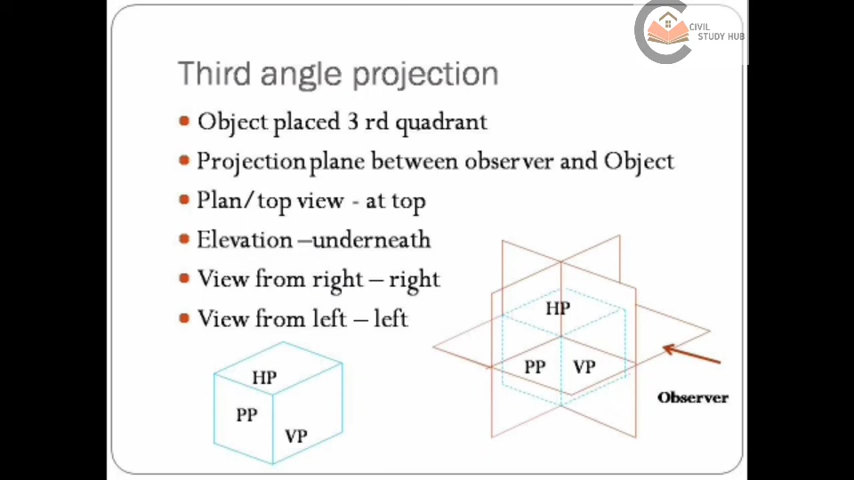 CIVIL
STUDY HUB
Third angle projection
Object placed 3 rd quadrant
Projection plane between observer and Object
Plan/top view - at top
Elevation –underneath
View from right – right
View from left – left
HP
PP
VP
HP
PP VP
Observer